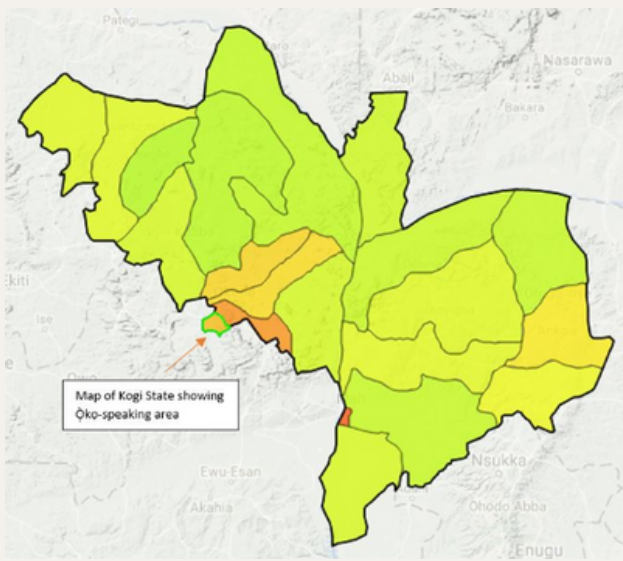 Pategi
Nasarawa
Abaji
Bakara
Ekiti
Ise
Map of Kogi State showing
Ọ̀kọ-speaking area
Ewu-Esan
Akahia
Nsukka
Ohodo Abba
Enugu